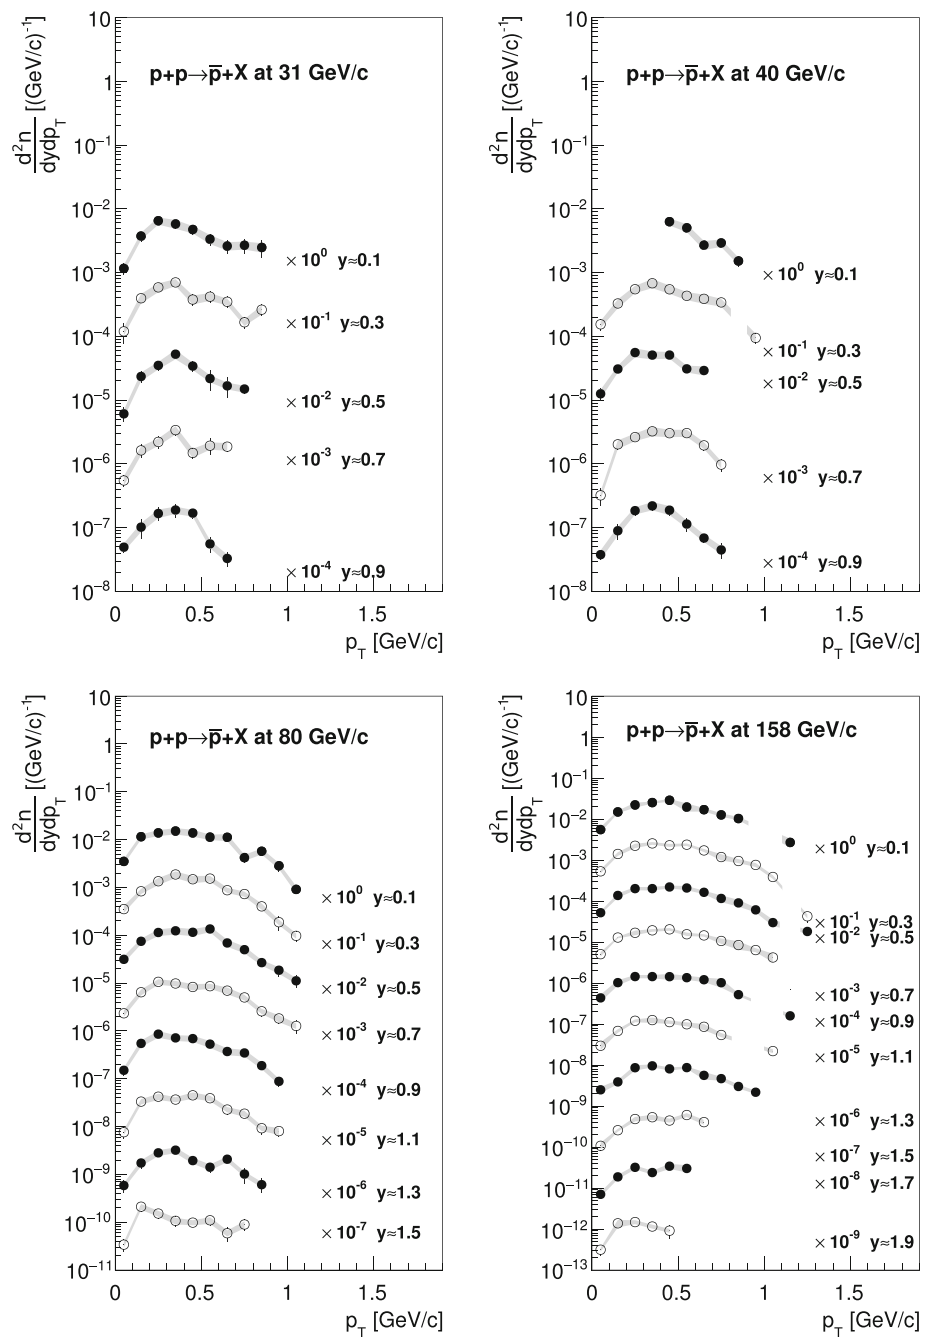 p+p→p̅+X at 31 GeV/c
d²n
dydp_T
[(GeV/c)⁻¹]
10
1
10⁻¹
10⁻²
10⁻³
10⁻⁴
10⁻⁵
10⁻⁶
10⁻⁷
10⁻⁸
× 10⁰ y≈0.1
× 10⁻¹ y≈0.3
× 10⁻² y≈0.5
× 10⁻³ y≈0.7
× 10⁻⁴ y≈0.9
0 0.5 1 1.5
p_T [GeV/c]
p+p→p̅+X at 40 GeV/c
d²n
dydp_T
[(GeV/c)⁻¹]
10
1
10⁻¹
10⁻²
10⁻³
10⁻⁴
10⁻⁵
10⁻⁶
10⁻⁷
10⁻⁸
× 10⁰ y≈0.1
× 10⁻¹ y≈0.3
× 10⁻² y≈0.5
× 10⁻³ y≈0.7
× 10⁻⁴ y≈0.9
0 0.5 1 1.5
p_T [GeV/c]
p+p→p̅+X at 80 GeV/c
d²n
dydp_T
[(GeV/c)⁻¹]
10
1
10⁻¹
10⁻²
10⁻³
10⁻⁴
10⁻⁵
10⁻⁶
10⁻⁷
10⁻⁸
10⁻⁹
10⁻¹⁰
10⁻¹¹
× 10⁰ y≈0.1
× 10⁻¹ y≈0.3
× 10⁻² y≈0.5
× 10⁻³ y≈0.7
× 10⁻⁴ y≈0.9
× 10⁻⁵ y≈1.1
× 10⁻⁶ y≈1.3
× 10⁻⁷ y≈1.5
0 0.5 1 1.5
p_T [GeV/c]
p+p→p̅+X at 158 GeV/c
d²n
dydp_T
[(GeV/c)⁻¹]
10
1
10⁻¹
10⁻²
10⁻³
10⁻⁴
10⁻⁵
10⁻⁶
10⁻⁷
10⁻⁸
10⁻⁹
10⁻¹⁰
10⁻¹¹
10⁻¹²
10⁻¹³
× 10⁰ y≈0.1
× 10⁻¹ y≈0.3
× 10⁻² y≈0.5
× 10⁻³ y≈0.7
× 10⁻⁴ y≈0.9
× 10⁻⁵ y≈1.1
× 10⁻⁶ y≈1.3
× 10⁻⁷ y≈1.5
× 10⁻⁸ y≈1.7
× 10⁻⁹ y≈1.9
0 0.5 1 1.5
p_T [GeV/c]